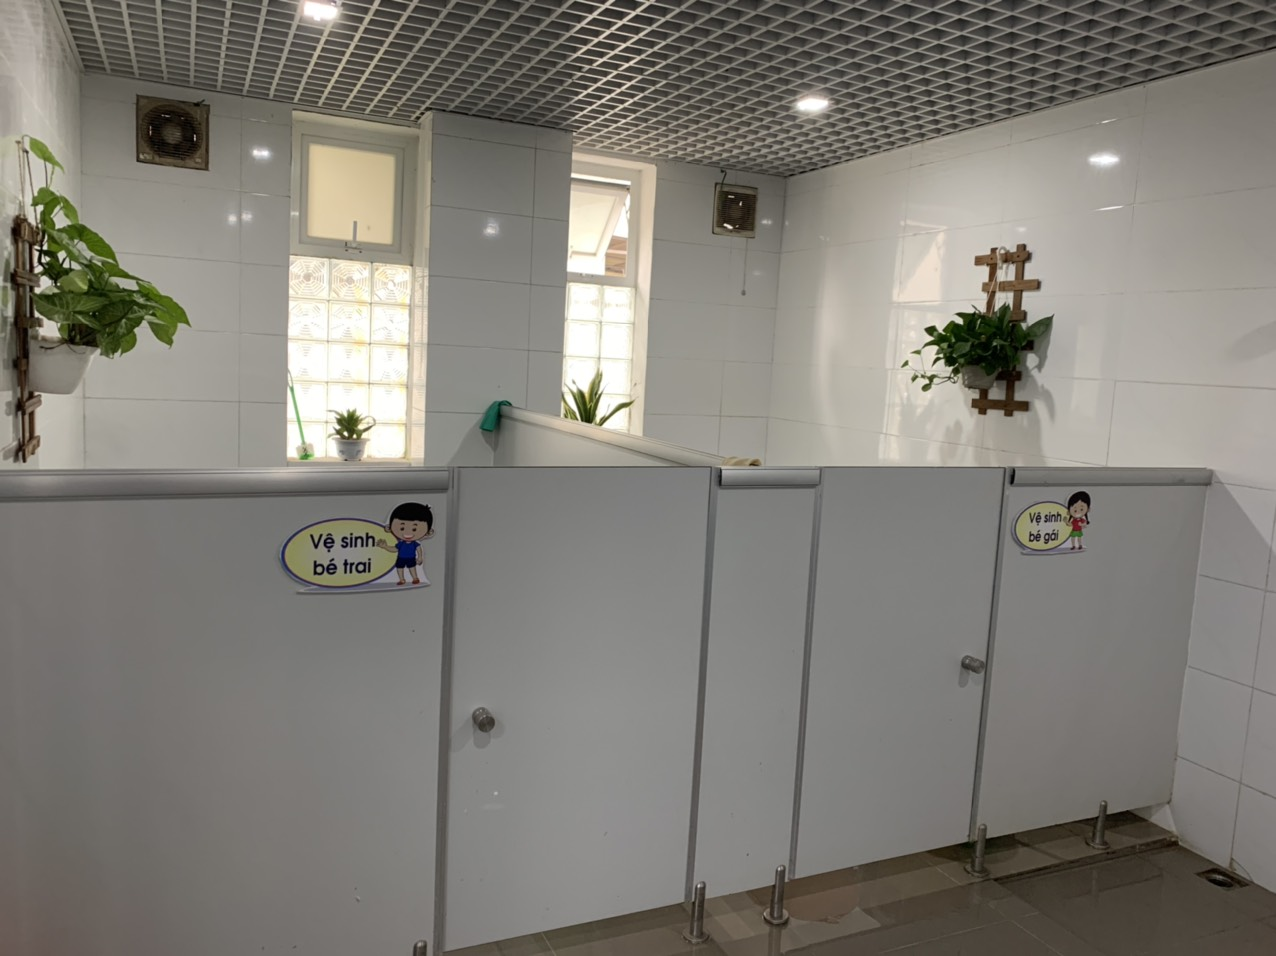 Vệ sinh
bé trai
Vệ sinh
bé gái